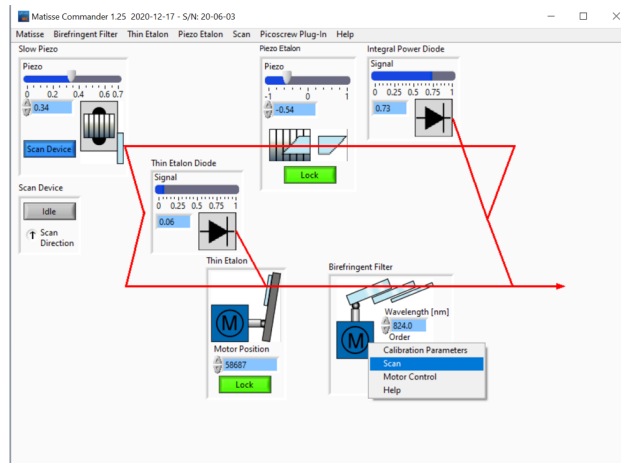 Matisse Commander 1.25 2020-12-17 - S/N: 20-06-03
Matisse Birefringent Filter Thin Etalon Piezo Etalon Scan Picoscrew Plug-In Help
Slow Piezo
Piezo
0 0.2 0.4 0.6 0.7
0.34
Scan Device
Piezo Etalon
Piezo
-1 0 1
-0.54
Lock
Integral Power Diode
Signal
0 0.25 0.5 0.75 1
0.73
Thin Etalon Diode
Signal
0 0.25 0.5 0.75 1
0.06
Scan Device
Idle
Scan
Direction
Thin Etalon
M
Motor Position
58687
Lock
Birefringent Filter
M
Wavelength [nm]
824.0
Order
Calibration Parameters
Scan
Motor Control
Help